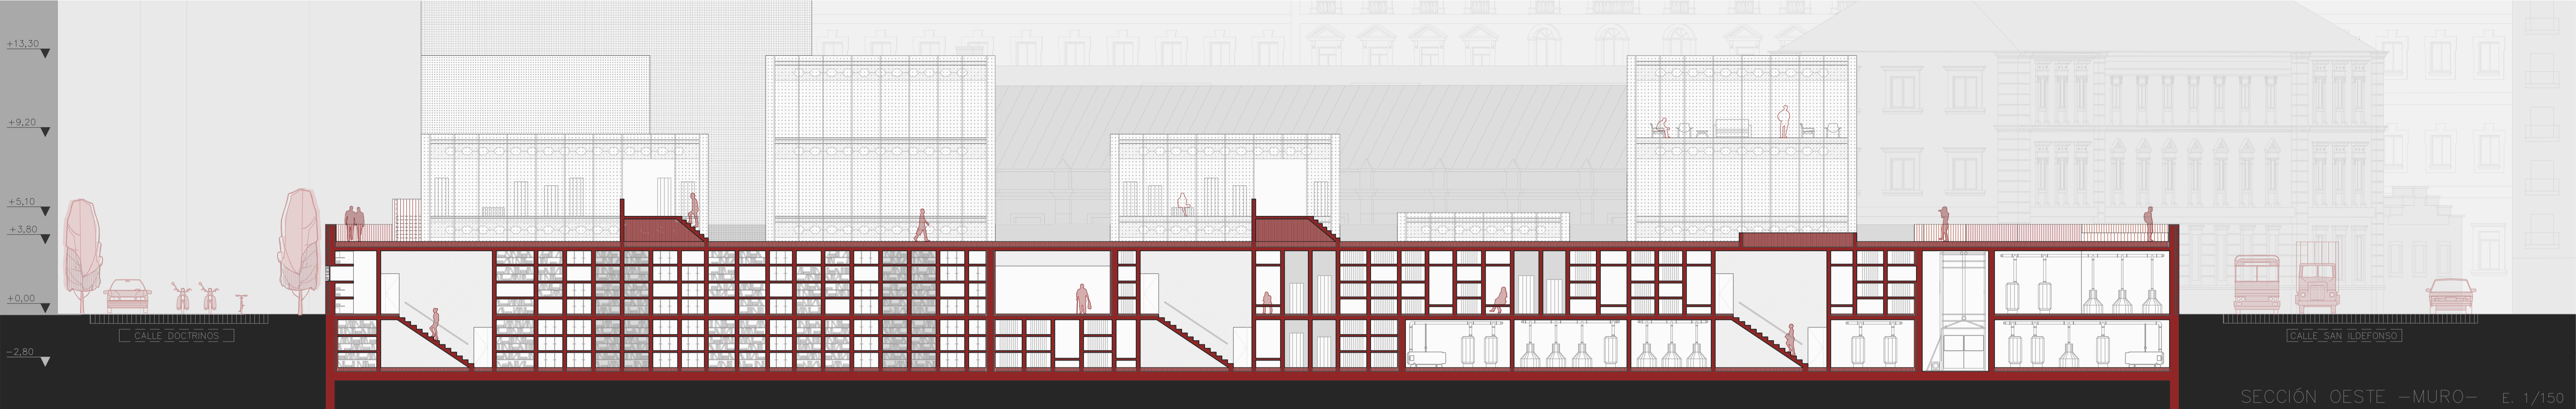 +13,30
+9,20
+5,10
+3,80
+0,00
-2,80
CALLE DOCTRINOS
CALLE SAN ILDEFONSO
SECCIÓN OESTE -MURO- E. 1/150